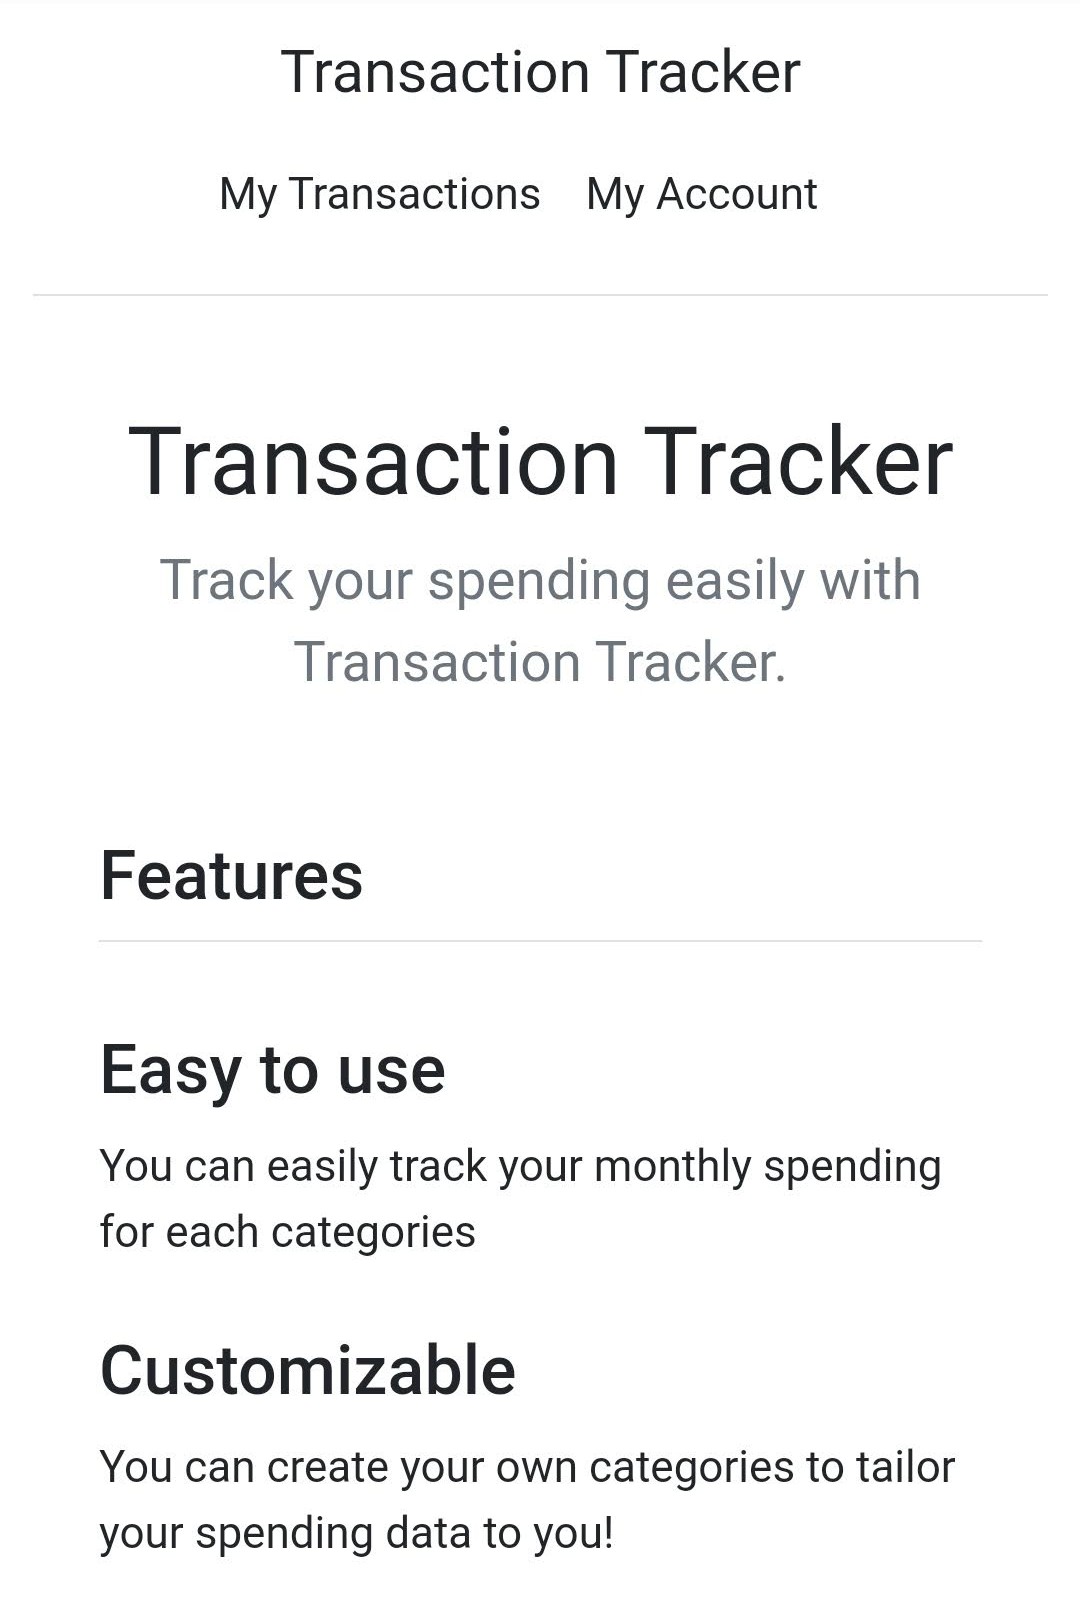 Transaction Tracker
My Transactions My Account
Transaction Tracker
Track your spending easily with
Transaction Tracker.
Features
Easy to use
You can easily track your monthly spending
for each categories
Customizable
You can create your own categories to tailor
your spending data to you!